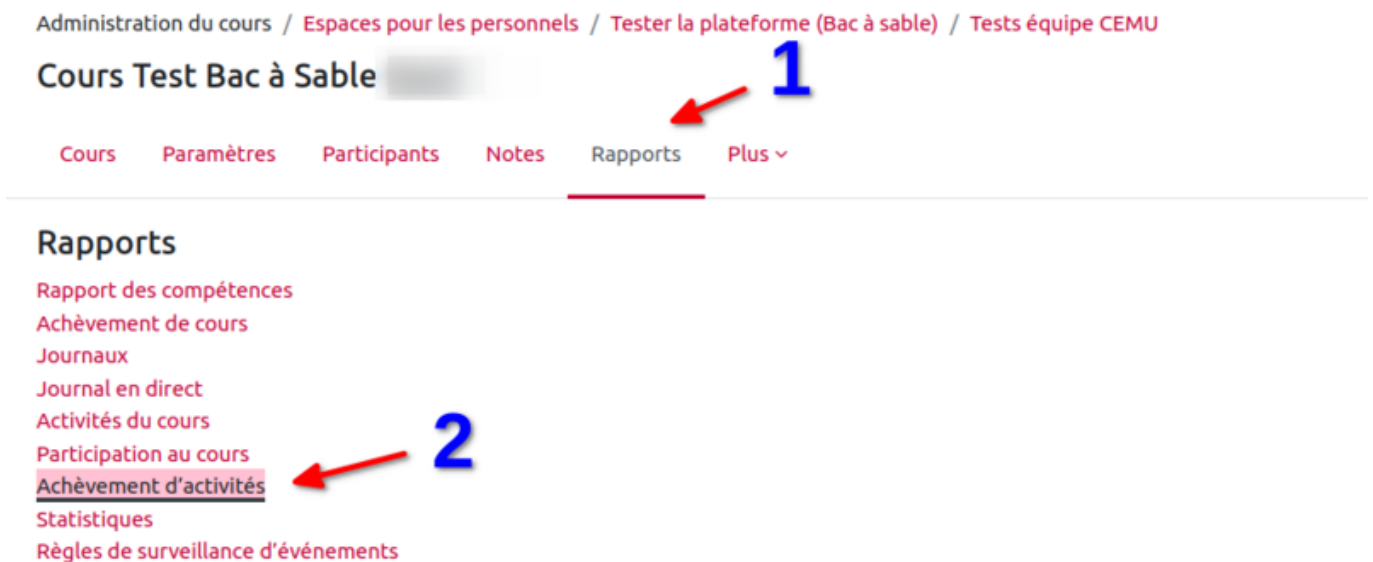 Administration du cours / Espaces pour les personnels / Tester la plateforme (Bac à sable) / Tests équipe CEMU
Cours Test Bac à Sable
1
Cours Paramètres Participants Notes Rapports Plus
Rapports
Rapport des compétences
Achèvement de cours
Journaux
Journal en direct
Activités du cours
Participation au cours
2
Achèvement d'activités
Statistiques
Règles de surveillance d'événements